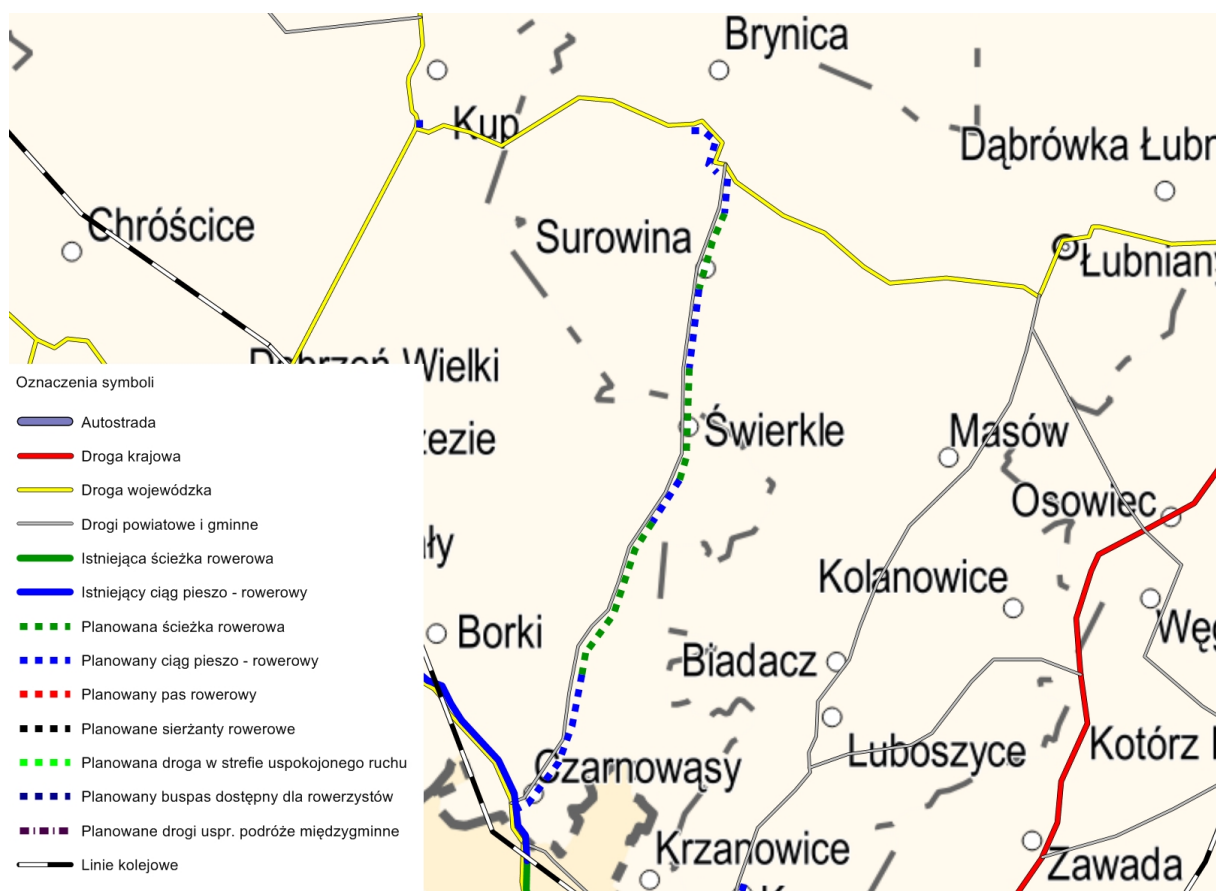 Brynica
Kup
Dąbrówka Łubn
Chróścice
Surowina
Łubniany
Dobrzeń Wielki
Świerkle
Masów
Osowiec
Kolanowice
Borki
Biadacz
Węg
Luboszyce
Kotórz
Czarnowąsy
Krzanowice
Zawada
Oznaczenia symboli
Autostrada
Droga krajowa
Droga wojewódzka
Drogi powiatowe i gminne
Istniejąca ścieżka rowerowa
Istniejący ciąg pieszo - rowerowy
Planowana ścieżka rowerowa
Planowany ciąg pieszo - rowerowy
Planowany pas rowerowy
Planowane sierżanty rowerowe
Planowana droga w strefie uspokojonego ruchu
Planowany buspas dostępny dla rowerzystów
Planowane drogi uspr. podróże międzygminne
Linie kolejowe